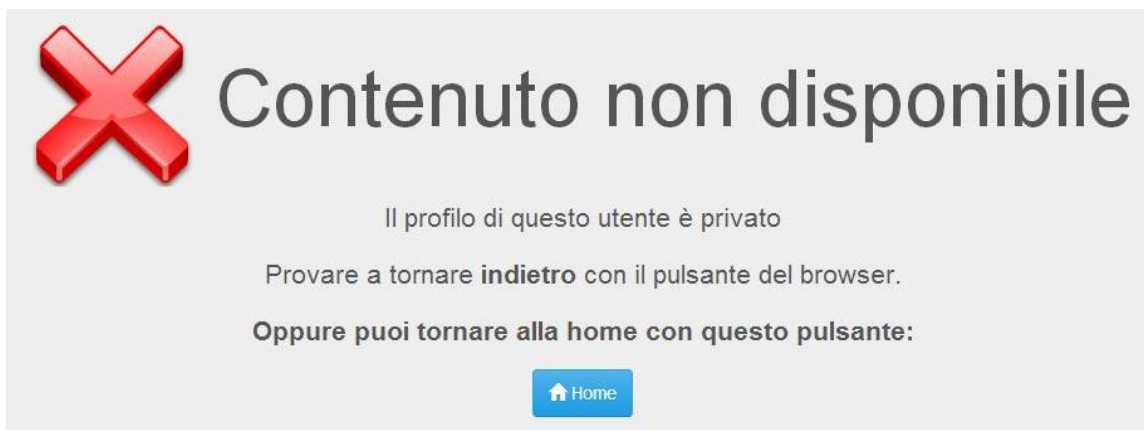 Contenuto non disponibile
Il profilo di questo utente è privato
Provare a tornare indietro con il pulsante del browser.
Oppure puoi tornare alla home con questo pulsante:
Home